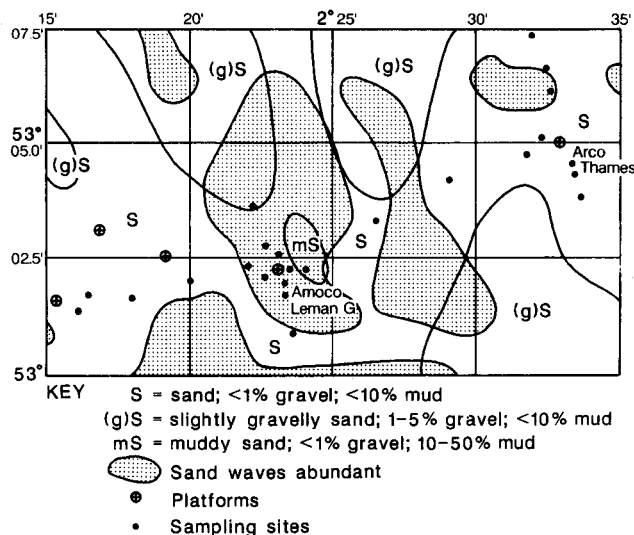 15' 20' 2° 25' 30' 35'
07·5'
(g)S
(g)S
(g)S
53°
05·0'
S
Arco
Thames
(g)S
S
S
mS
02·5'
Amoco
Leman G.
(g)S
S
S
53°
KEY
S = sand; <1% gravel; <10% mud
(g)S = slightly gravelly sand; 1-5% gravel; <10% mud
mS = muddy sand; <1% gravel; 10-50% mud
Sand waves abundant
Platforms
Sampling sites